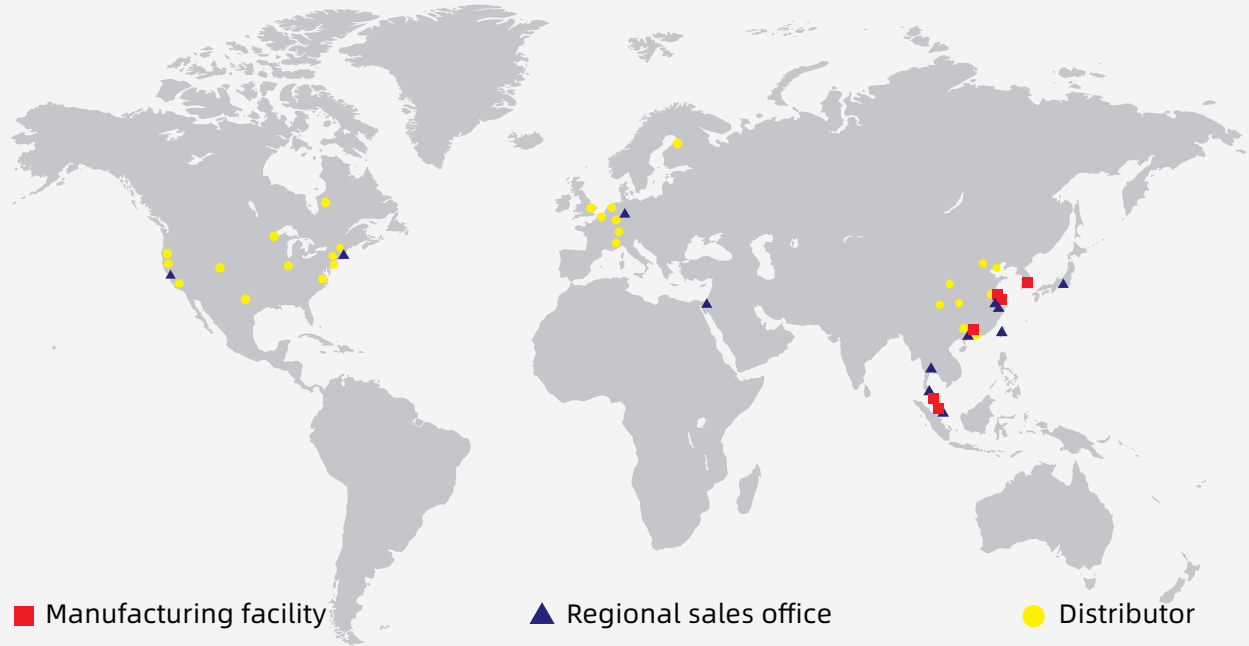 Manufacturing facility
Regional sales office
Distributor